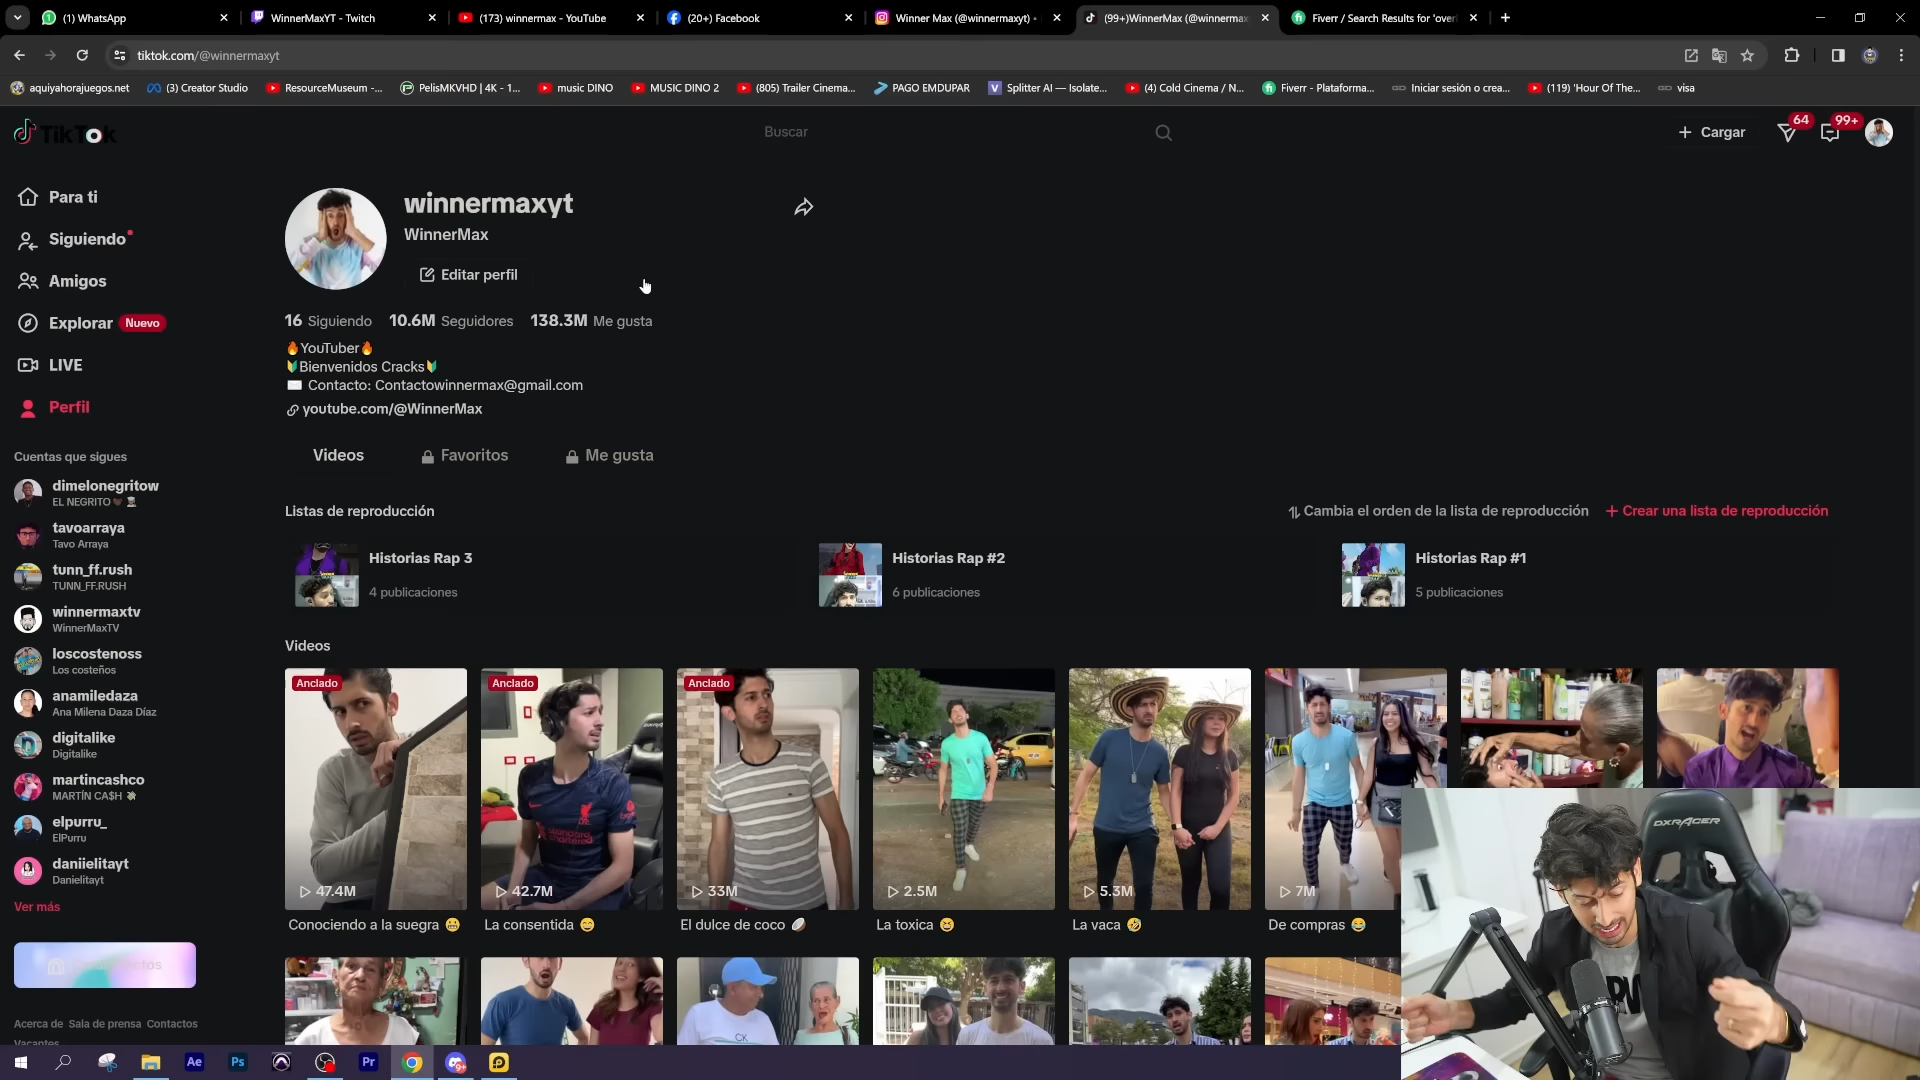 (1) WhatsApp
WinnerMaxYT - Twitch
(173) winnermax - YouTube
(20+) Facebook
Winner Max (@winnermaxyt) •
(99+)WinnerMax (@winnermax
Fiverr / Search Results for 'over
tiktok.com/@winnermaxyt
aquiyahorajuegos.net
(3) Creator Studio
ResourceMuseum -...
PelisMKVHD | 4K - 1...
music DINO
MUSIC DINO 2
(805) Trailer Cinema...
PAGO EMDUPAR
Splitter AI — Isolate...
(4) Cold Cinema / N...
Fiverr - Plataforma...
Iniciar sesión o crea...
(119) 'Hour Of The...
visa
TikTok
Buscar
Cargar
64
99+
Para ti
Siguiendo
Amigos
Explorar Nuevo
LIVE
Perfil
Cuentas que sigues
dimelonegritow
EL NEGRITO
tavoarraya
Tavo Arraya
tunn_ff.rush
TUNN_FF.RUSH
winnermaxtv
WinnerMaxTV
loscostenoss
Los costeños
anamiledaza
Ana Milena Daza Díaz
digitalike
Digitalike
martincashco
MARTÍN CA$H
elpurru_
ElPurru
daniielitayt
Danielitayt
Ver más
Acerca de Sala de prensa Contactos
Vacantes
winnermaxyt
WinnerMax
Editar perfil
16 Siguiendo 10.6M Seguidores 138.3M Me gusta
🔥YouTuber🔥
🔰Bienvenidos Cracks🔰
✉️ Contacto: Contactowinnermax@gmail.com
youtube.com/@WinnerMax
Videos
Favoritos
Me gusta
Listas de reproducción
Cambia el orden de la lista de reproducción
+ Crear una lista de reproducción
Historias Rap 3
4 publicaciones
Historias Rap #2
6 publicaciones
Historias Rap #1
5 publicaciones
Videos
Anclado
Anclado
Anclado
47.4M
42.7M
33M
2.5M
5.3M
7M
Conociendo a la suegra 😬
La consentida 😄
El dulce de coco 🥥
La toxica 😆
La vaca 🤣
De compras 😂
DXRACER
Ae
Ps
Pr